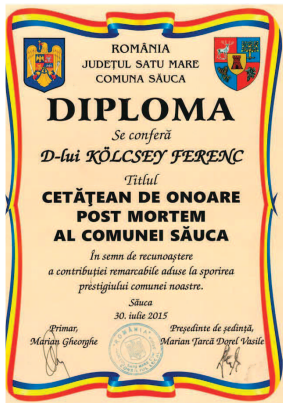 ROMÂNIA
JUDEȚUL SATU MARE
COMUNA SĂUCA
DIPLOMA
Se conferă
D-lui KÖLCSEY FERENC
Titlul
CETĂȚEAN DE ONOARE
POST MORTEM
AL COMUNEI SĂUCA
În semn de recunoaștere
a contribuției remarcabile aduse la sporirea
prestigiului comunei noastre.
Săuca
30. iulie 2015
Primar, Președinte de ședință,
Marian Gheorghe Marian Țarcă Dorel Vasile
ROMÂNIA